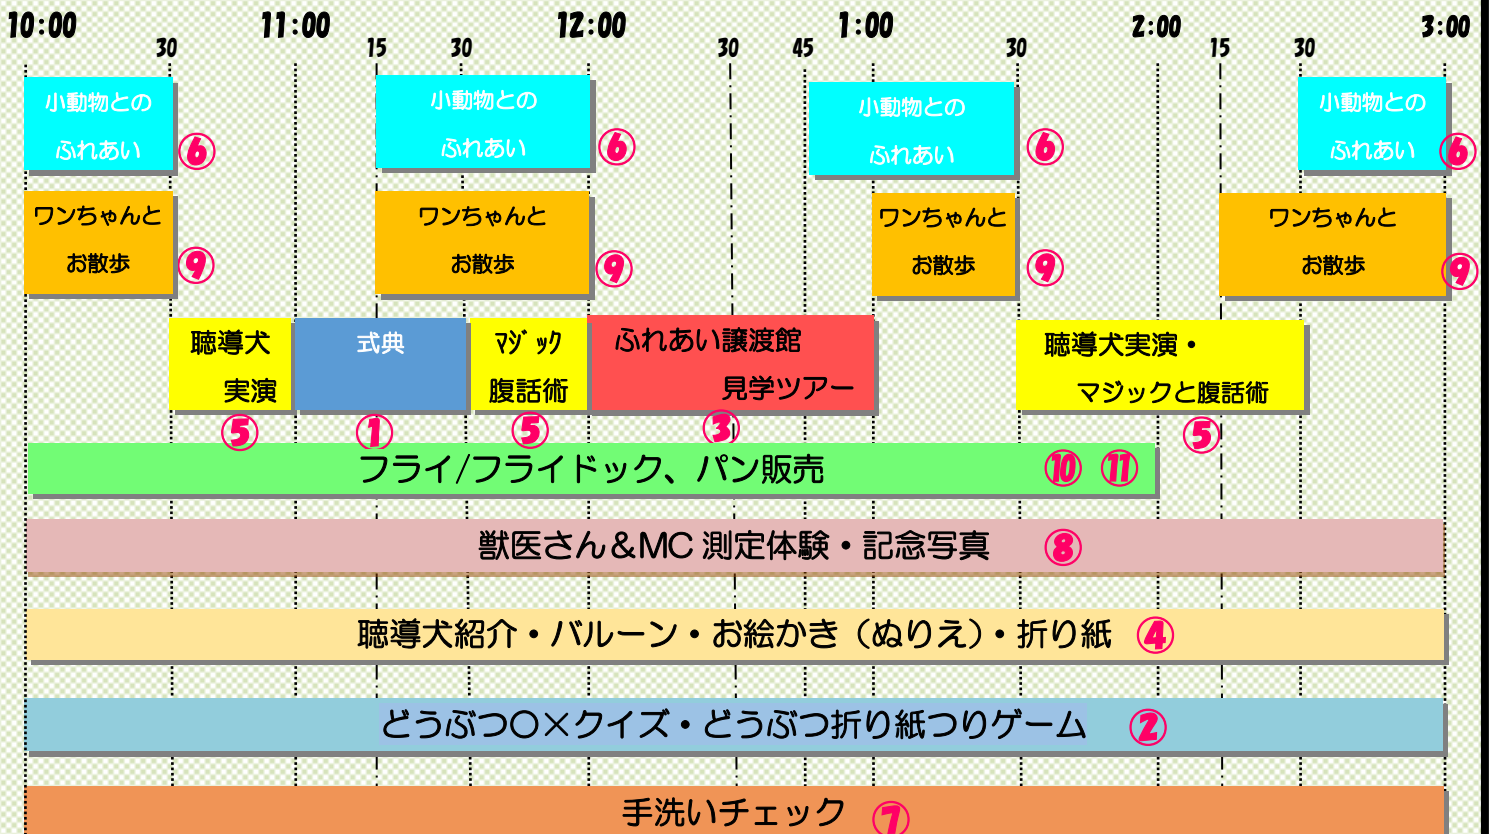 10:00 11:00 12:00 1:00 2:00 3:00
30 15 30 30 45 30 15 30
小動物との
ふれあい
⑥
小動物との
ふれあい
⑥
小動物との
ふれあい
⑥
小動物との
ふれあい
⑥
ワンちゃんと
お散歩
⑨
ワンちゃんと
お散歩
⑨
ワンちゃんと
お散歩
⑨
ワンちゃんと
お散歩
⑨
聴導犬
実演
⑤
式典
①
マジック
腹話術
⑤
ふれあい譲渡館
見学ツアー
③
聴導犬実演・
マジックと腹話術
⑤
フライ/フライドック、パン販売 ⑩ ⑪
獣医さん&MC 測定体験・記念写真 ⑧
聴導犬紹介・バルーン・お絵かき(ぬりえ)・折り紙 ④
どうぶつ〇×クイズ・どうぶつ折り紙つりゲーム ②
手洗いチェック ⑦